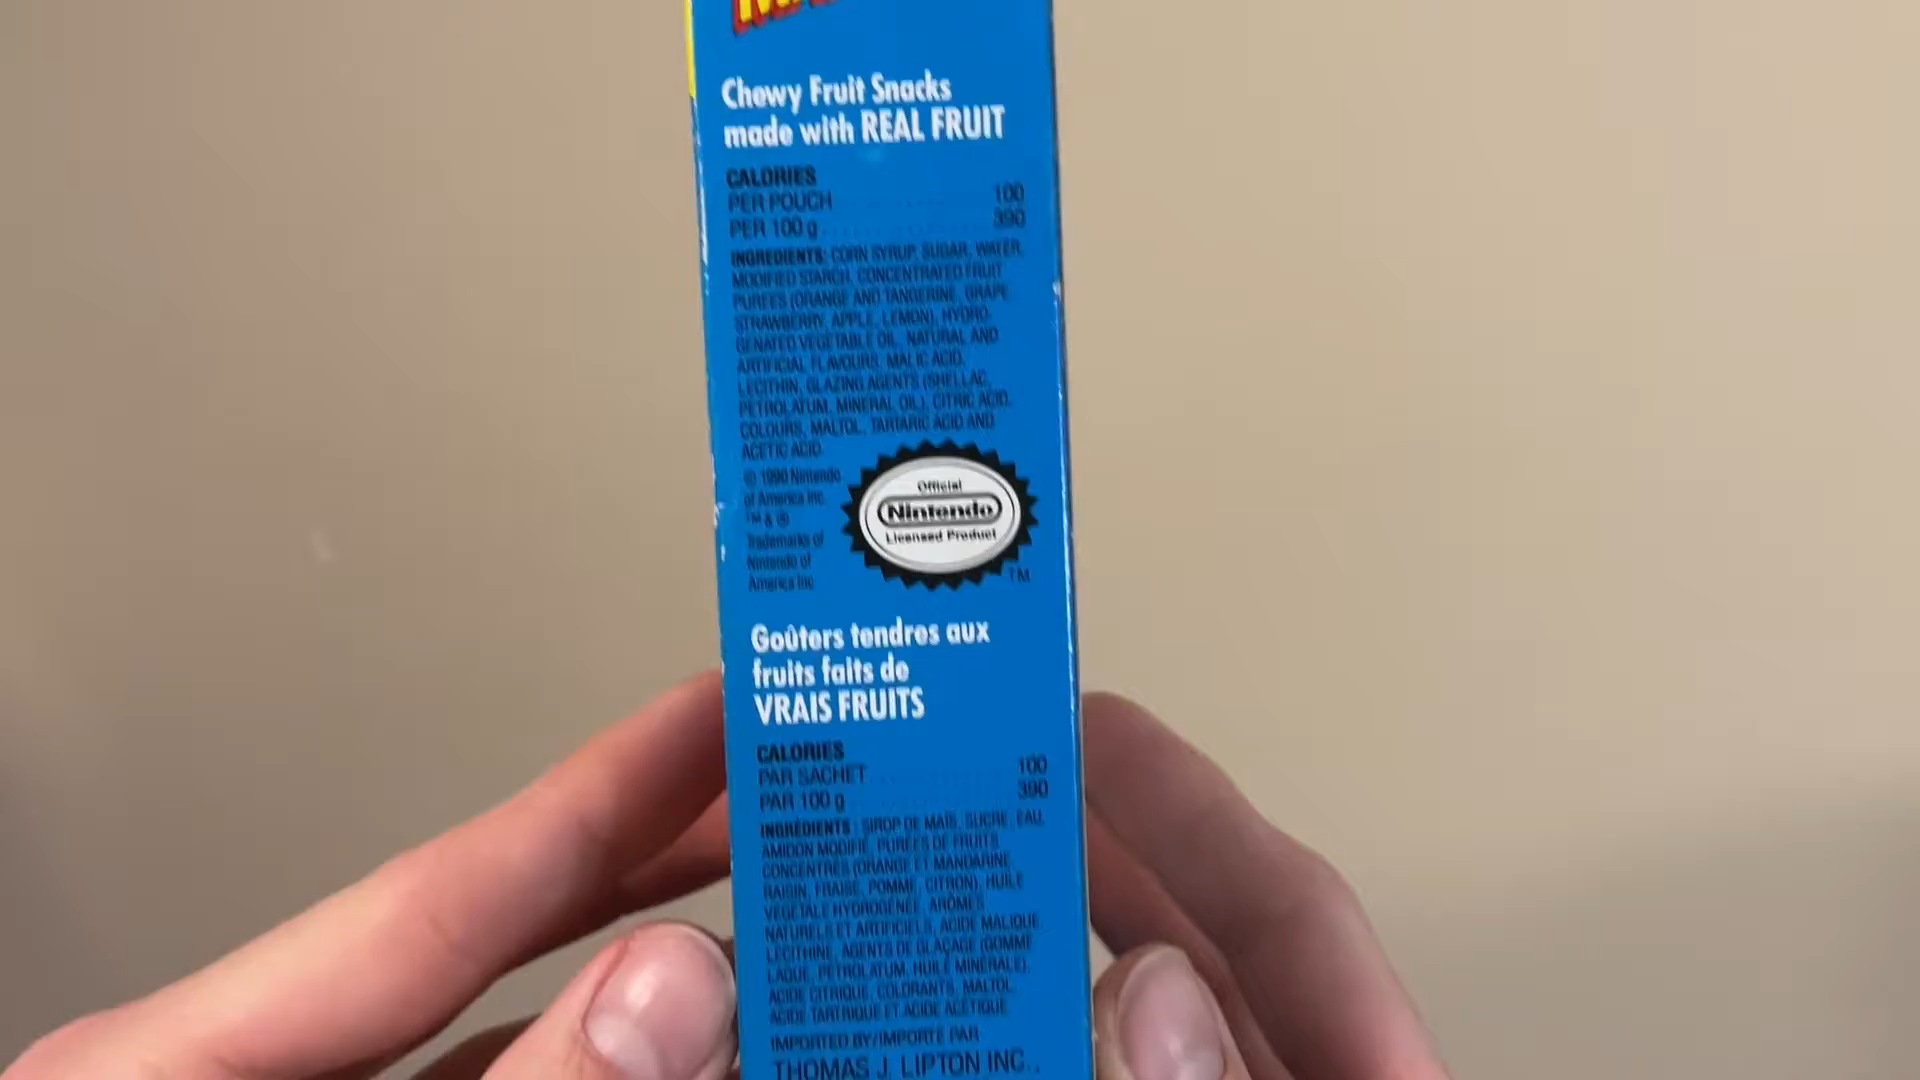 Chewy Fruit Snacks
made with REAL FRUIT
CALORIES
PER POUCH 100
PER 100 g 390
INGREDIENTS: CORN SYRUP, SUGAR, WATER,
MODIFIED STARCH, CONCENTRATED FRUIT
PUREES (ORANGE AND TANGERINE, GRAPE
STRAWBERRY, APPLE, LEMON), HYDRO-
GENATED VEGETABLE OIL, NATURAL AND
ARTIFICIAL FLAVOURS, MALIC ACID,
LECITHIN, GLAZING AGENTS (SHELLAC,
PETROLATUM, MINERAL OIL), CITRIC ACID,
COLOURS, MALTOL, TARTARIC ACID AND
ACETIC ACID.
© 1990 Nintendo
of America Inc.
™ & ®
Trademarks of
Nintendo of
America Inc.
Official
Nintendo
Licensed Product
TM
Goûters tendres aux
fruits faits de
VRAIS FRUITS
CALORIES
PAR SACHET 100
PAR 100 g 390
INGRÉDIENTS : SIROP DE MAIS, SUCRE, EAU,
AMIDON MODIFIÉ, PURÉES DE FRUITS
CONCENTRÉS (ORANGE ET MANDARINE,
RAISIN, FRAISE, POMME, CITRON), HUILE
VÉGÉTALE HYDROGÉNÉE, ARÔMES
NATURELS ET ARTIFICIELS, ACIDE MALIQUE
LÉCITHINE, AGENTS DE GLAÇAGE (GOMME
LAQUE, PETROLATUM, HUILE MINÉRALE),
ACIDE CITRIQUE, COLORANTS, MALTOL,
ACIDE TARTRIQUE ET ACIDE ACÉTIQUE
IMPORTED BY/IMPORTÉ PAR
THOMAS J. LIPTON INC.,